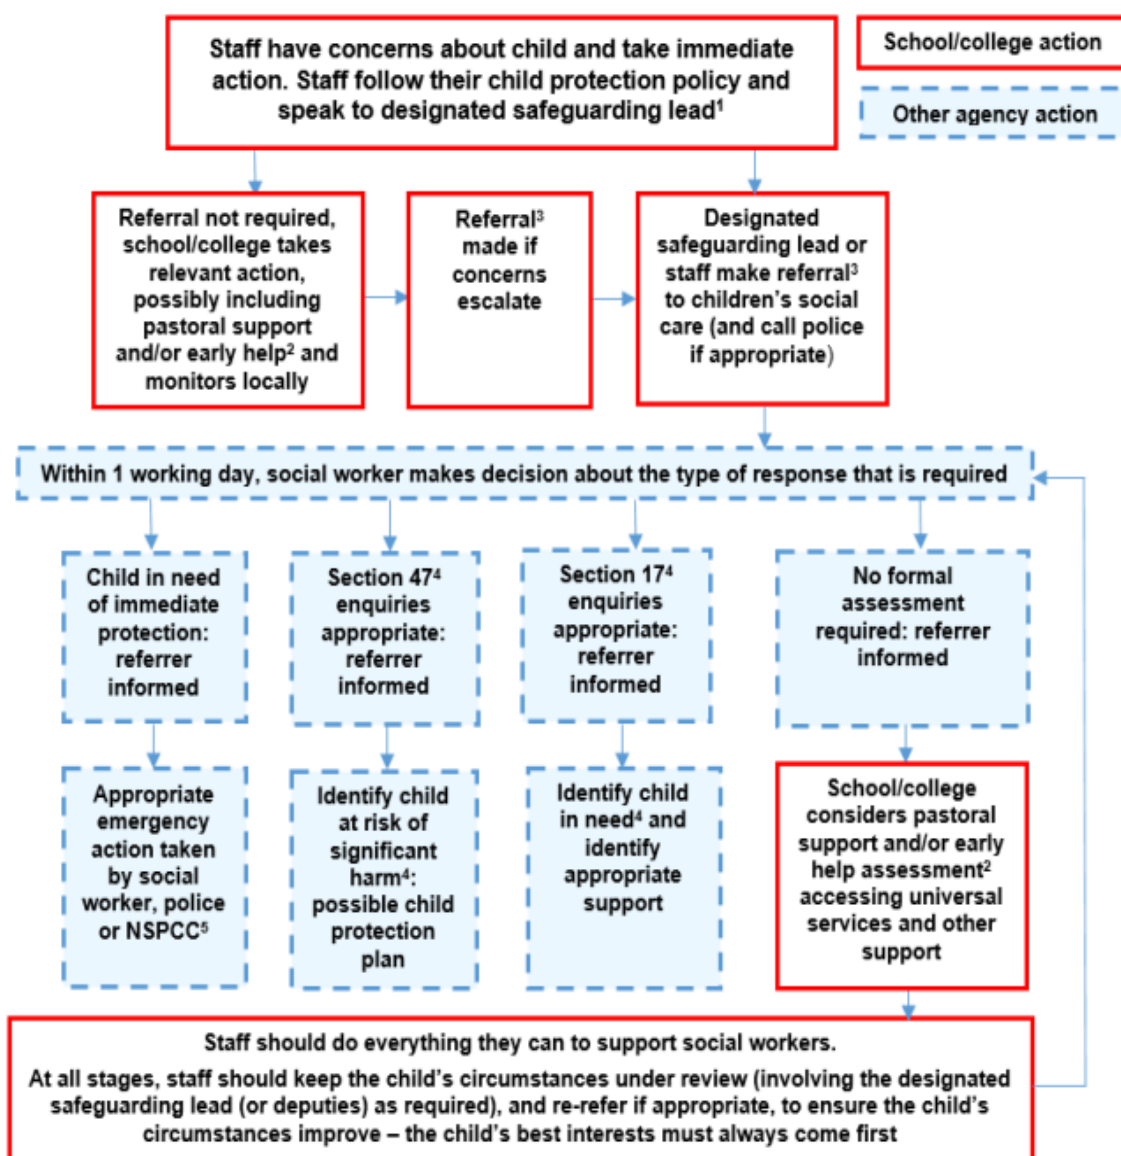 Staff have concerns about child and take immediate
action. Staff follow their child protection policy and
speak to designated safeguarding lead¹
School/college action
Other agency action
Referral not required,
school/college takes
relevant action,
possibly including
pastoral support
and/or early help² and
monitors locally
Referral³
made if
concerns
escalate
Designated
safeguarding lead or
staff make referral³
to children's social
care (and call police
if appropriate)
Within 1 working day, social worker makes decision about the type of response that is required
Child in need
of immediate
protection:
referrer
informed
Section 47⁴
enquiries
appropriate:
referrer
informed
Section 17⁴
enquiries
appropriate:
referrer
informed
No formal
assessment
required: referrer
informed
Appropriate
emergency
action taken
by social
worker, police
or NSPCC⁵
Identify child
at risk of
significant
harm⁴:
possible child
protection
plan
Identify child
in need⁴ and
identify
appropriate
support
School/college
considers pastoral
support and/or early
help assessment²
accessing universal
services and other
support
Staff should do everything they can to support social workers.
At all stages, staff should keep the child's circumstances under review (involving the designated
safeguarding lead (or deputies) as required), and re-refer if appropriate, to ensure the child's
circumstances improve – the child's best interests must always come first